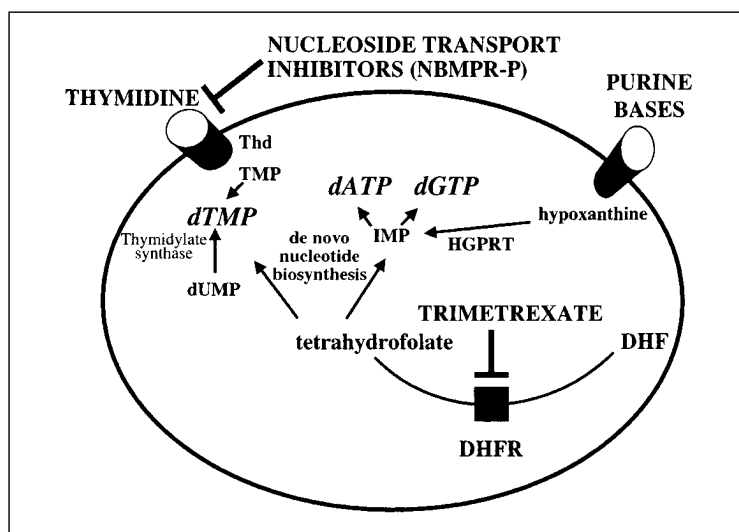 NUCLEOSIDE TRANSPORT
INHIBITORS (NBMPR-P)
THYMIDINE
PURINE
BASES
Thd
TMP
dTMP
dATP
dGTP
hypoxanthine
IMP
HGPRT
Thymidylate
synthase
de novo
nucleotide
biosynthesis
dUMP
TRIMETREXATE
tetrahydrofolate
DHF
DHFR